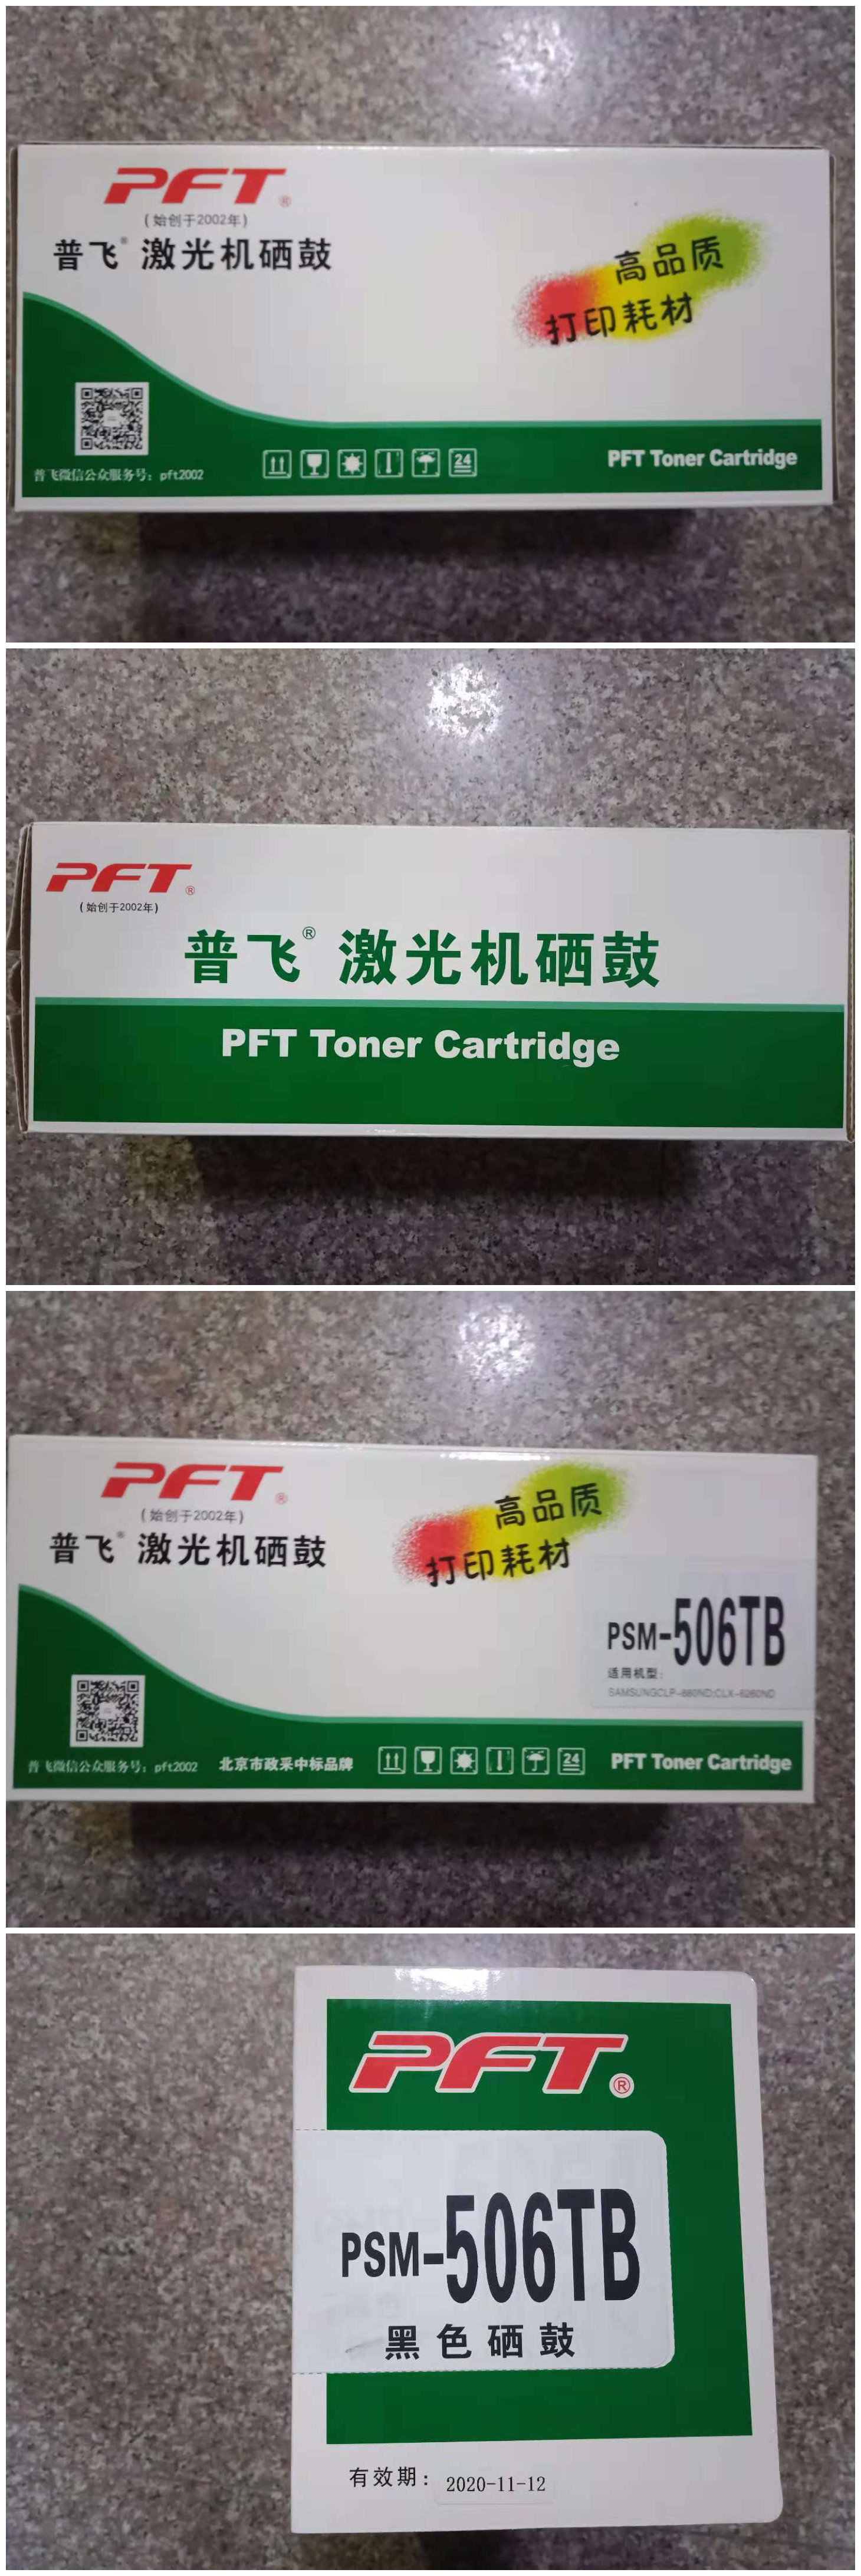 PFT®
(始创于2002年)
普飞® 激光机硒鼓
高品质
打印耗材
普飞微信公众服务号：pft2002
24
PFT Toner Cartridge
PFT®
(始创于2002年)
普飞® 激光机硒鼓
PFT Toner Cartridge
PFT®
(始创于2002年)
普飞® 激光机硒鼓
高品质
打印耗材
PSM-506TB
适用机型：
SAMSUNGCLP-680ND;CLX-6260ND
普飞微信公众服务号：pft2002 北京市政采中标品牌 24 PFT Toner Cartridge
PFT®
PSM-506TB
黑色硒鼓
有效期：2020-11-12